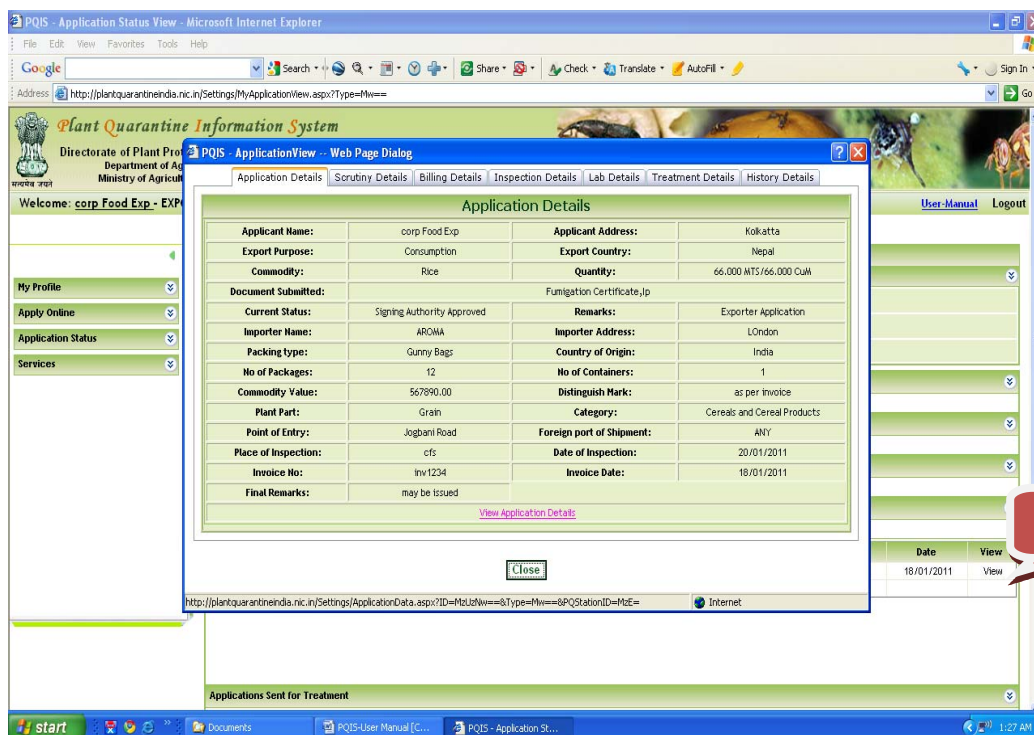 PQIS - Application Status View - Microsoft Internet Explorer
File Edit View Favorites Tools Help
Google Search Share Check Translate AutoFill Sign In
Address http://plantquarantineindia.nic.in/Settings/MyApplicationView.aspx?Type=Mw== Go
Plant Quarantine Information System
Directorate of Plant Prot
Department of Ag
Ministry of Agricult
सत्यमेव जयते
Welcome: corp Food Exp - EXP
User-Manual Logout
My Profile
Apply Online
Application Status
Services
PQIS - ApplicationView -- Web Page Dialog
Application Details Scrutiny Details Billing Details Inspection Details Lab Details Treatment Details History Details
Application Details
Applicant Name: corp Food Exp Applicant Address: Kolkatta
Export Purpose: Consumption Export Country: Nepal
Commodity: Rice Quantity: 66.000 MTS/66.000 CuM
Document Submitted: Fumigation Certificate,Ip
Current Status: Signing Authority Approved Remarks: Exporter Application
Importer Name: AROMA Importer Address: LOndon
Packing type: Gunny Bags Country of Origin: India
No of Packages: 12 No of Containers: 1
Commodity Value: 567890.00 Distinguish Mark: as per invoice
Plant Part: Grain Category: Cereals and Cereal Products
Point of Entry: Jogbani Road Foreign port of Shipment: ANY
Place of Inspection: cfs Date of Inspection: 20/01/2011
Invoice No: inv1234 Invoice Date: 18/01/2011
Final Remarks: may be issued
View Application Details
Close
http://plantquarantineindia.nic.in/Settings/ApplicationData.aspx?ID=MzUzNw==&Type=Mw==&PQStationID=MzE= Internet
Date View
18/01/2011 View
Applications Sent for Treatment
start Documents PQIS-User Manual [C... PQIS - Application St... 1:27 AM